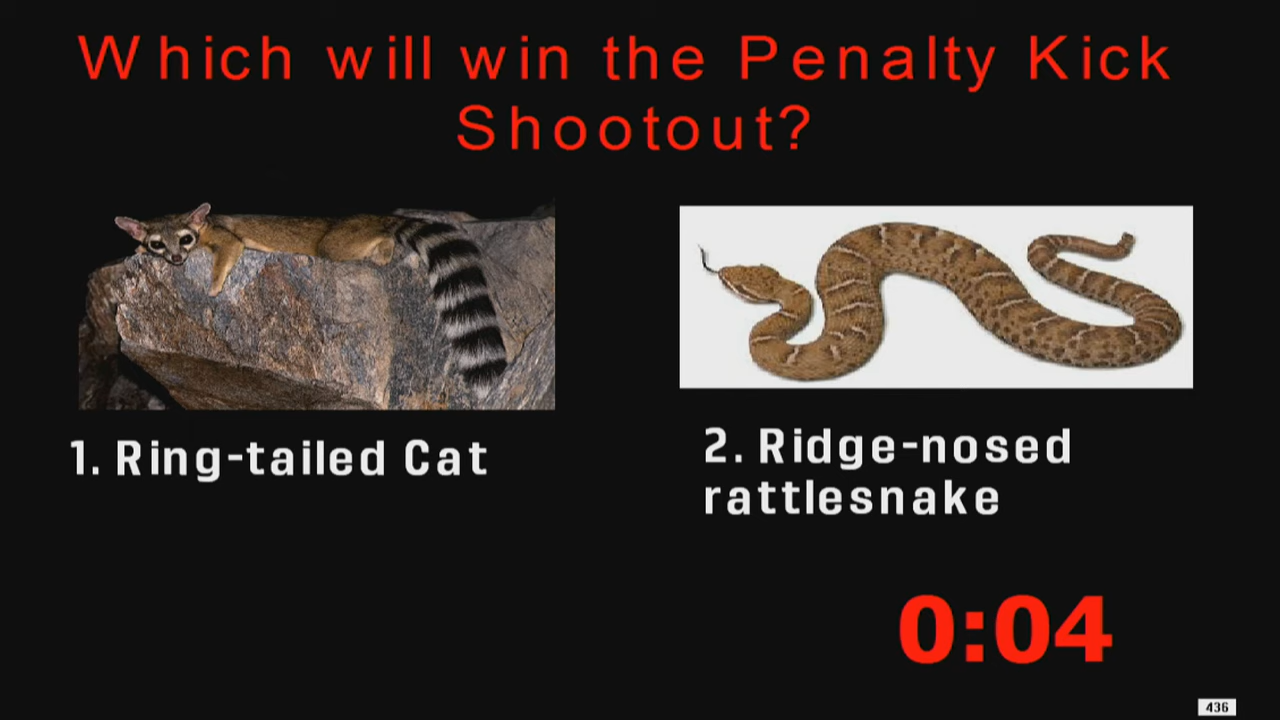 Which will win the Penalty Kick
Shootout?
1. Ring-tailed Cat
2. Ridge-nosed
rattlesnake
0:04
436